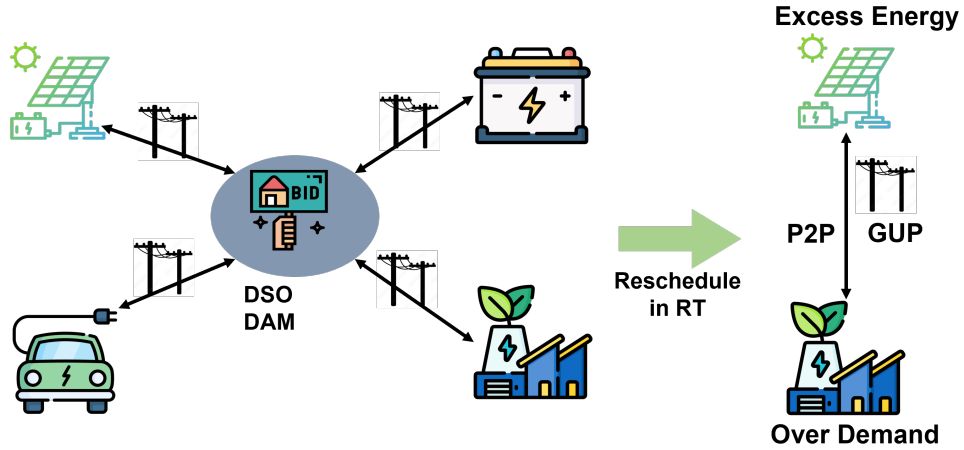 Excess Energy
BID
DSO
DAM
Reschedule
in RT
P2P
GUP
Over Demand